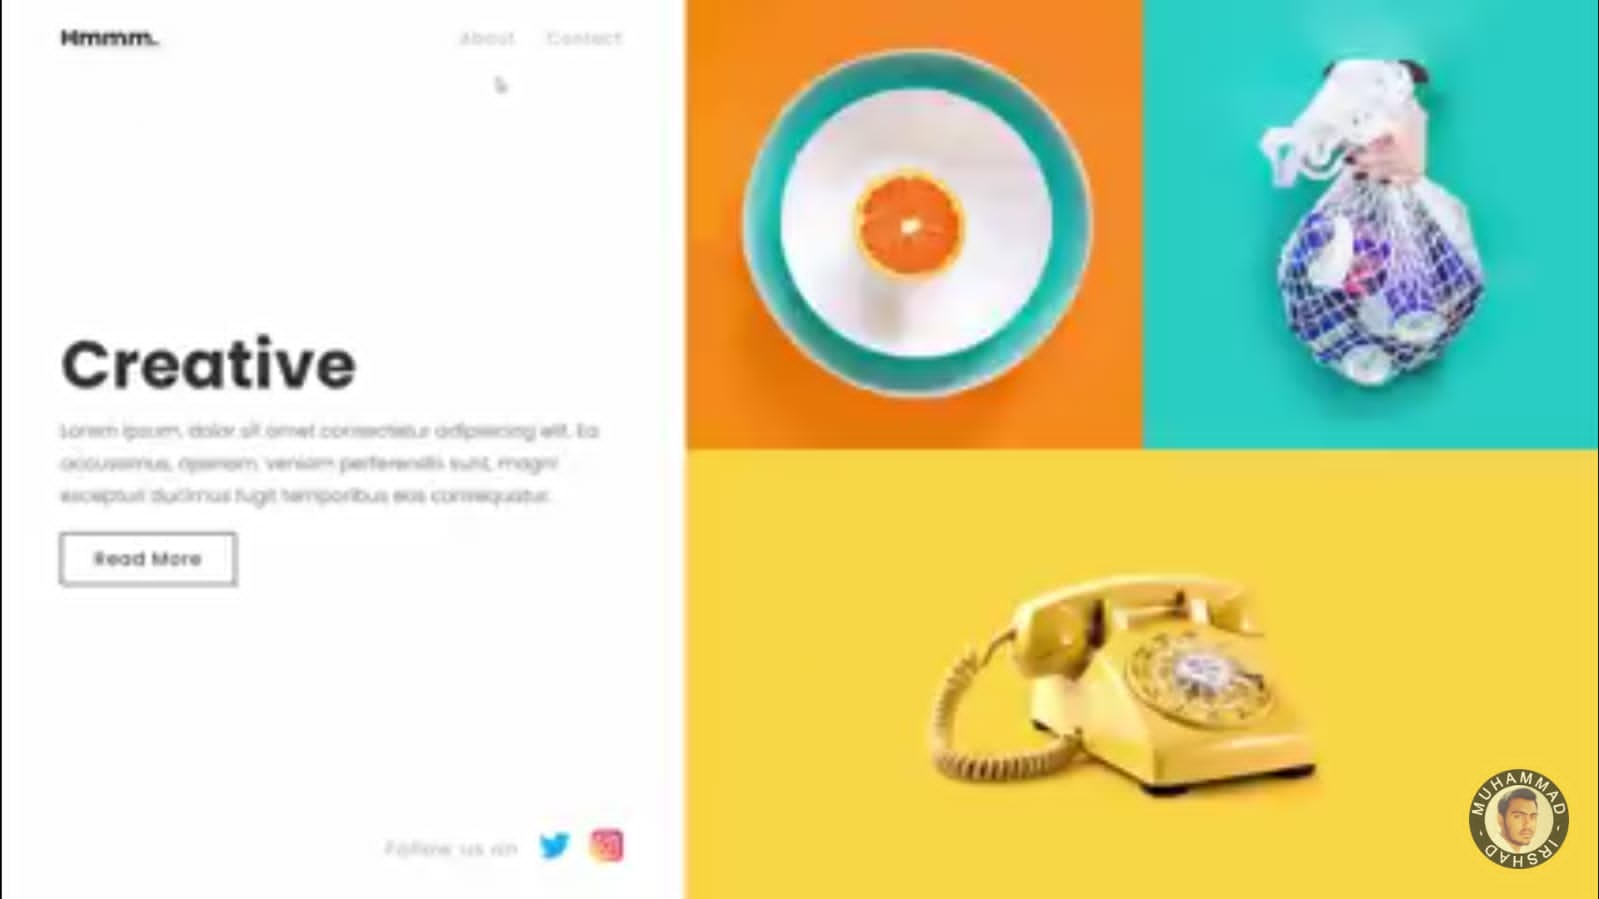 Hmmm.
About Contact
Creative
Lorem ipsum, dolor sit amet consectetur adipisicing elit. Ea
accusamus, aperiam, veniam perferendis sunt, magni
excepturi ducimus fugit temporibus eos consequatur.
Read More
Follow us on
MUHAMMAD
IRSHAD